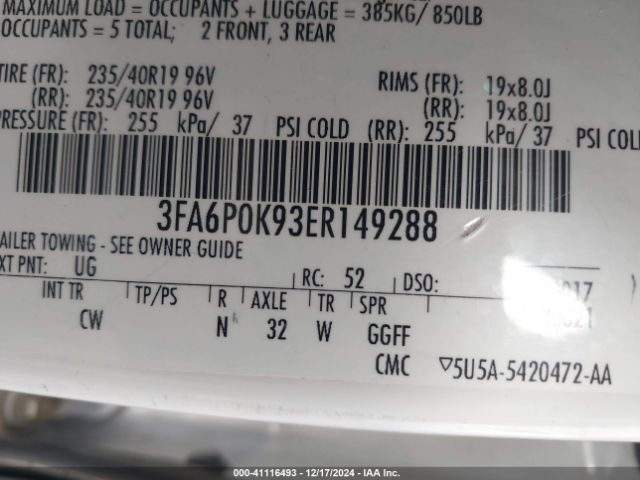 MAXIMUM LOAD = OCCUPANTS + LUGGAGE = 385KG/ 850LB
OCCUPANTS = 5 TOTAL; 2 FRONT, 3 REAR
TIRE (FR): 235/40R19 96V RIMS (FR): 19x8.0J
(RR): 235/40R19 96V (RR): 19x8.0J
PRESSURE (FR): 255 kPa/ 37 PSI COLD (RR): 255 kPa/ 37 PSI COL
3FA6P0K93ER149288
AILER TOWING - SEE OWNER GUIDE
XT PNT: UG RC: 52 DSO: 017
INT TR TP/PS R AXLE TR SPR 021
CW N 32 W GGFF
CMC ▽5U5A-5420472-AA
000-41116493 - 12/17/2024 - IAA Inc.